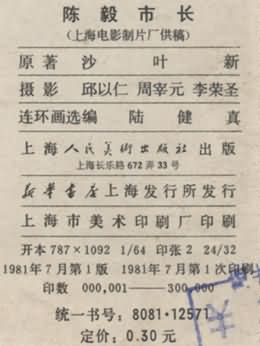 陈毅市长
(上海电影制片厂供稿)
原著 沙叶新
摄影 邱以仁 周宰元 李荣圣
连环画选编 陆健真
上海人民美术出版社出版
上海长乐路672弄33号
新华书店上海发行所发行
上海市美术印刷厂印刷
开本787×1092 1/64 印张2 24/32
1981年7月第1版 1981年7月第1次印刷
印数 000,001——300,000
统一书号: 8081·12571
定价: 0.30元